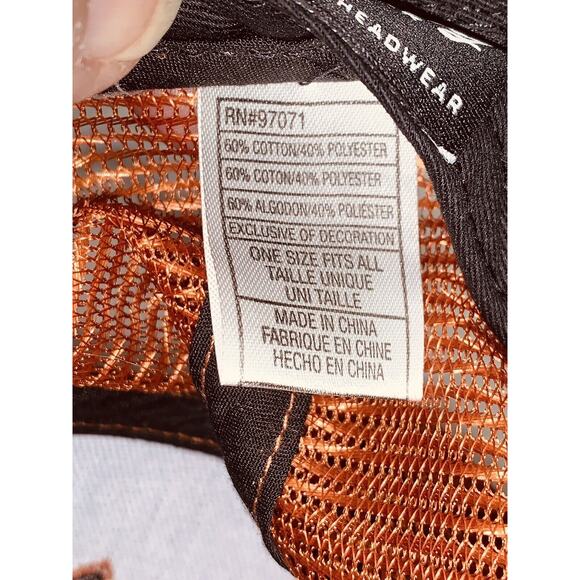 HEADWEAR
RN#97071
60% COTTON/40% POLYESTER
60% COTON/40% POLYESTER
60% ALGODON/40% POLIESTER
EXCLUSIVE OF DECORATION
ONE SIZE FITS ALL
TAILLE UNIQUE
UNI TAILLE
MADE IN CHINA
FABRIQUE EN CHINE
HECHO EN CHINA